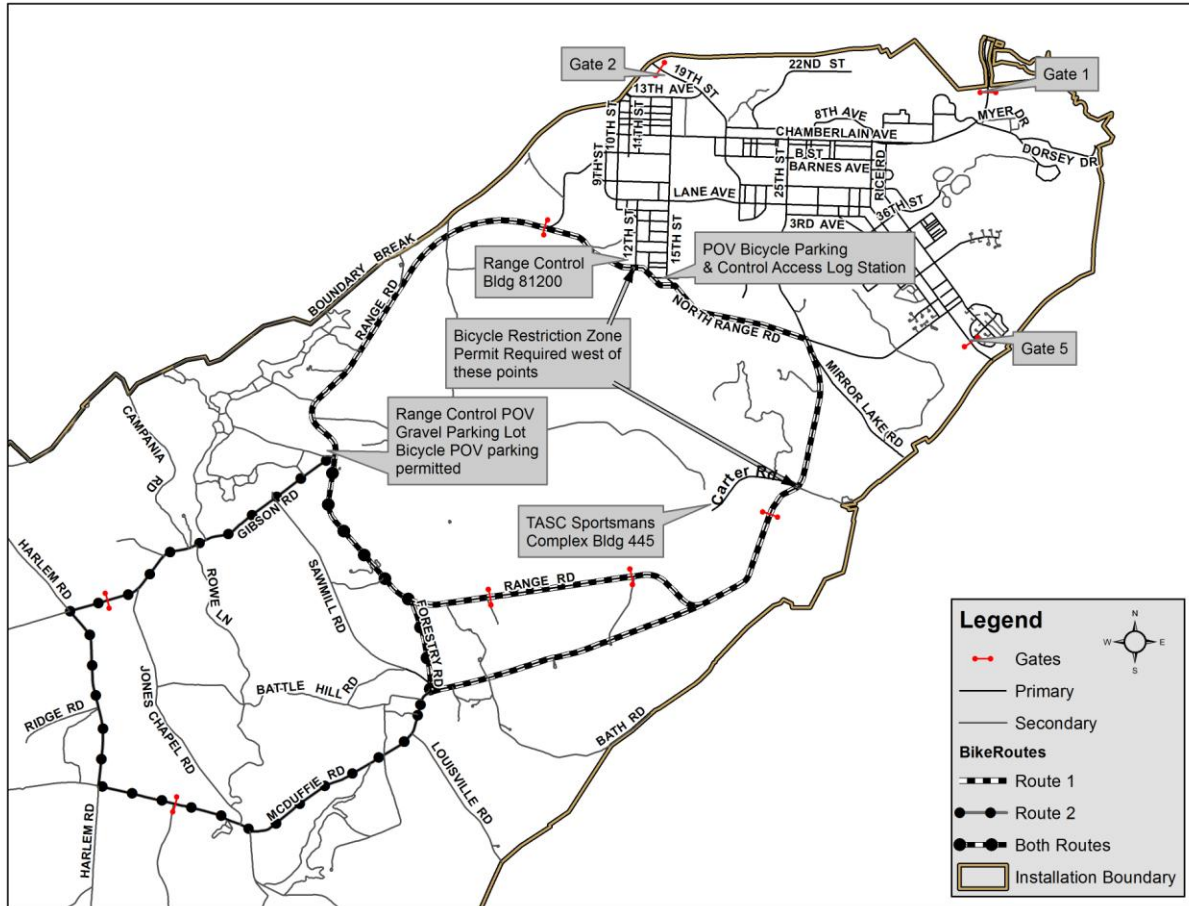 Gate 2
19TH ST
22ND ST
Gate 1
13TH AVE
10TH ST
11TH ST
8TH AVE
MYER DR
CHAMBERLAIN AVE
DORSEY DR
B ST
BARNES AVE
25TH ST
RICE RD
9TH ST
LANE AVE
36TH ST
3RD AVE
12TH ST
15TH ST
POV Bicycle Parking
& Control Access Log Station
Range Control
Bldg 81200
BOUNDARY BREAK
RANGE RD
NORTH RANGE RD
Bicycle Restriction Zone
Permit Required west of
these points
Gate 5
MIRROR LAKE RD
Range Control POV
Gravel Parking Lot
Bicycle POV parking
permitted
CAMPANIA RD
Carter Rd
GIBSON RD
TASC Sportsmans
Complex Bldg 445
HARLEM RD
ROWE LN
SAWMILL RD
RANGE RD
FORESTRY RD
JONES CHAPEL RD
BATTLE HILL RD
RIDGE RD
BATH RD
MCDUFFIE RD
LOUISVILLE RD
HARLEM RD
Legend
N
W
E
S
Gates
Primary
Secondary
BikeRoutes
Route 1
Route 2
Both Routes
Installation Boundary